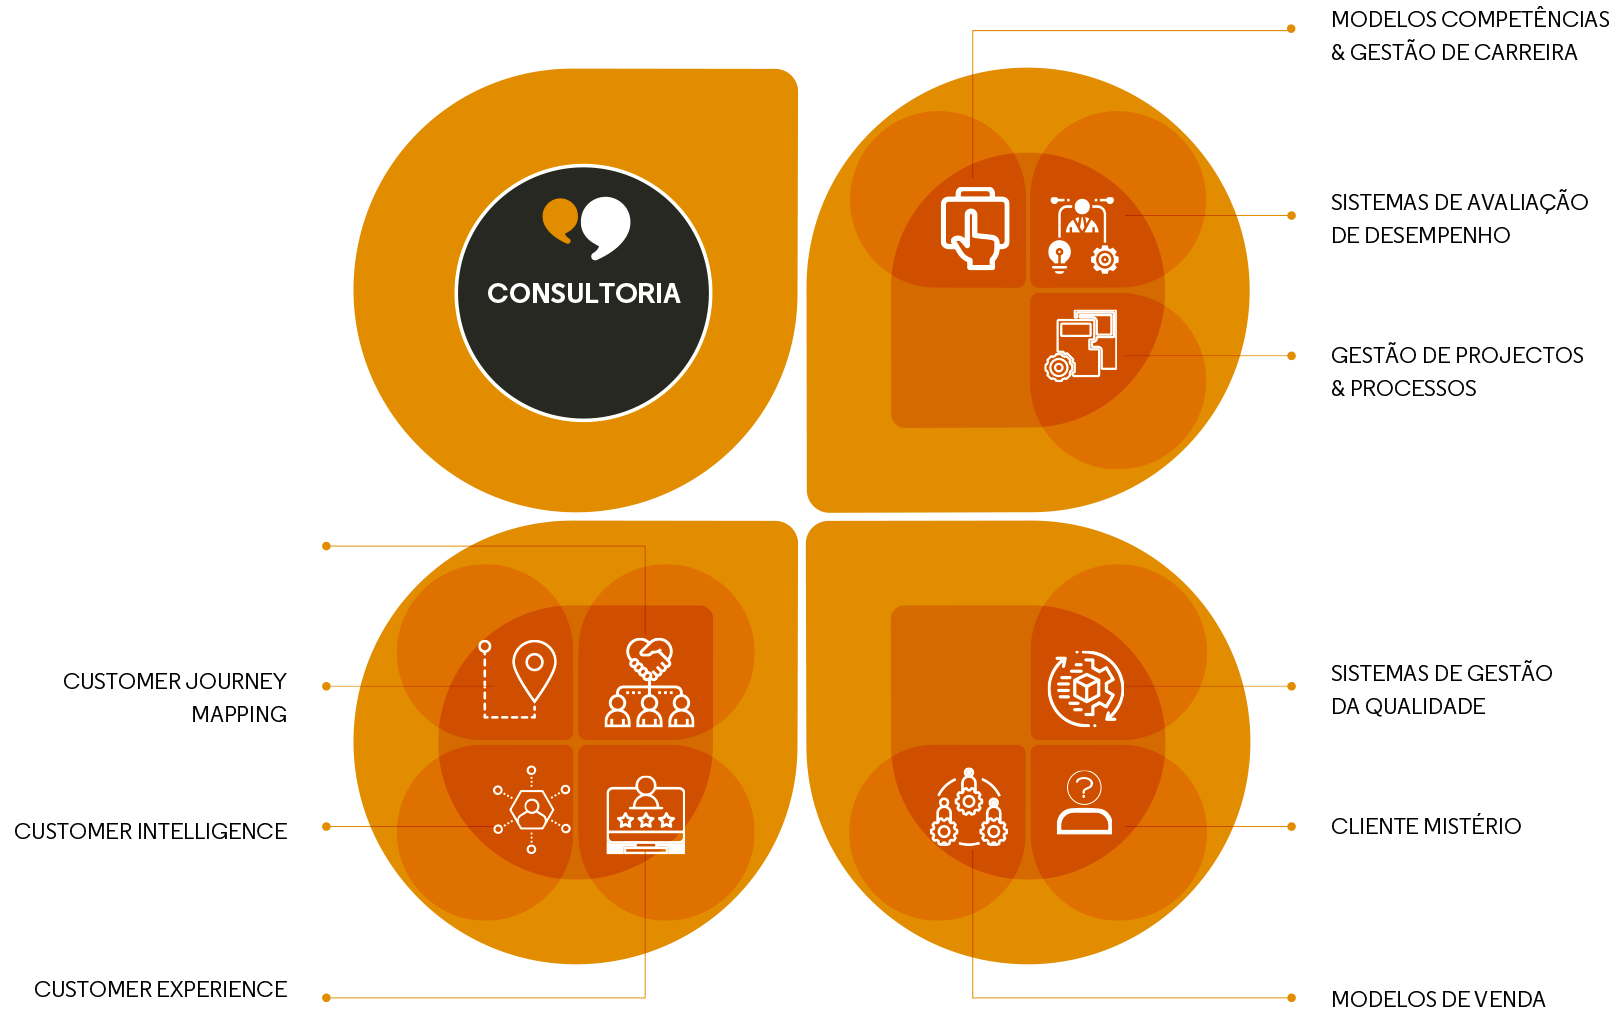 MODELOS COMPETÊNCIAS
& GESTÃO DE CARREIRA
SISTEMAS DE AVALIAÇÃO
DE DESEMPENHO
CONSULTORIA
GESTÃO DE PROJECTOS
& PROCESSOS
CUSTOMER JOURNEY
MAPPING
SISTEMAS DE GESTÃO
DA QUALIDADE
?
CUSTOMER INTELLIGENCE
CLIENTE MISTÉRIO
CUSTOMER EXPERIENCE
MODELOS DE VENDA